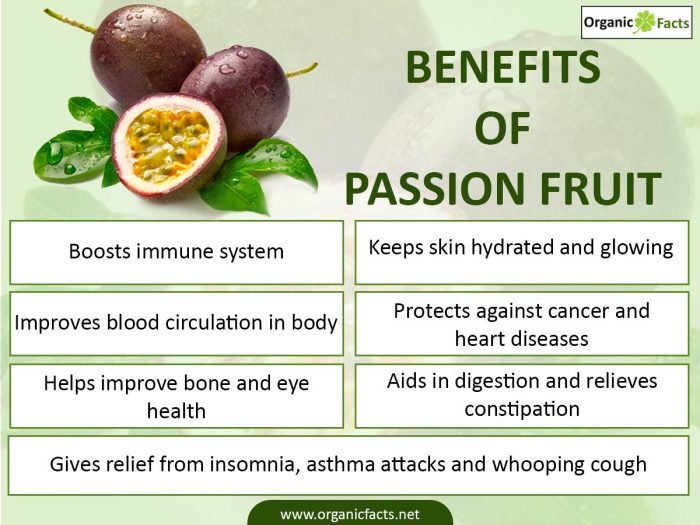 Organic Facts
BENEFITS
OF
PASSION FRUIT
Boosts immune system
Keeps skin hydrated and glowing
Improves blood circulation in body
Protects against cancer and
heart diseases
Helps improve bone and eye
health
Aids in digestion and relieves
constipation
Gives relief from insomnia, asthma attacks and whooping cough
www.organicfacts.net